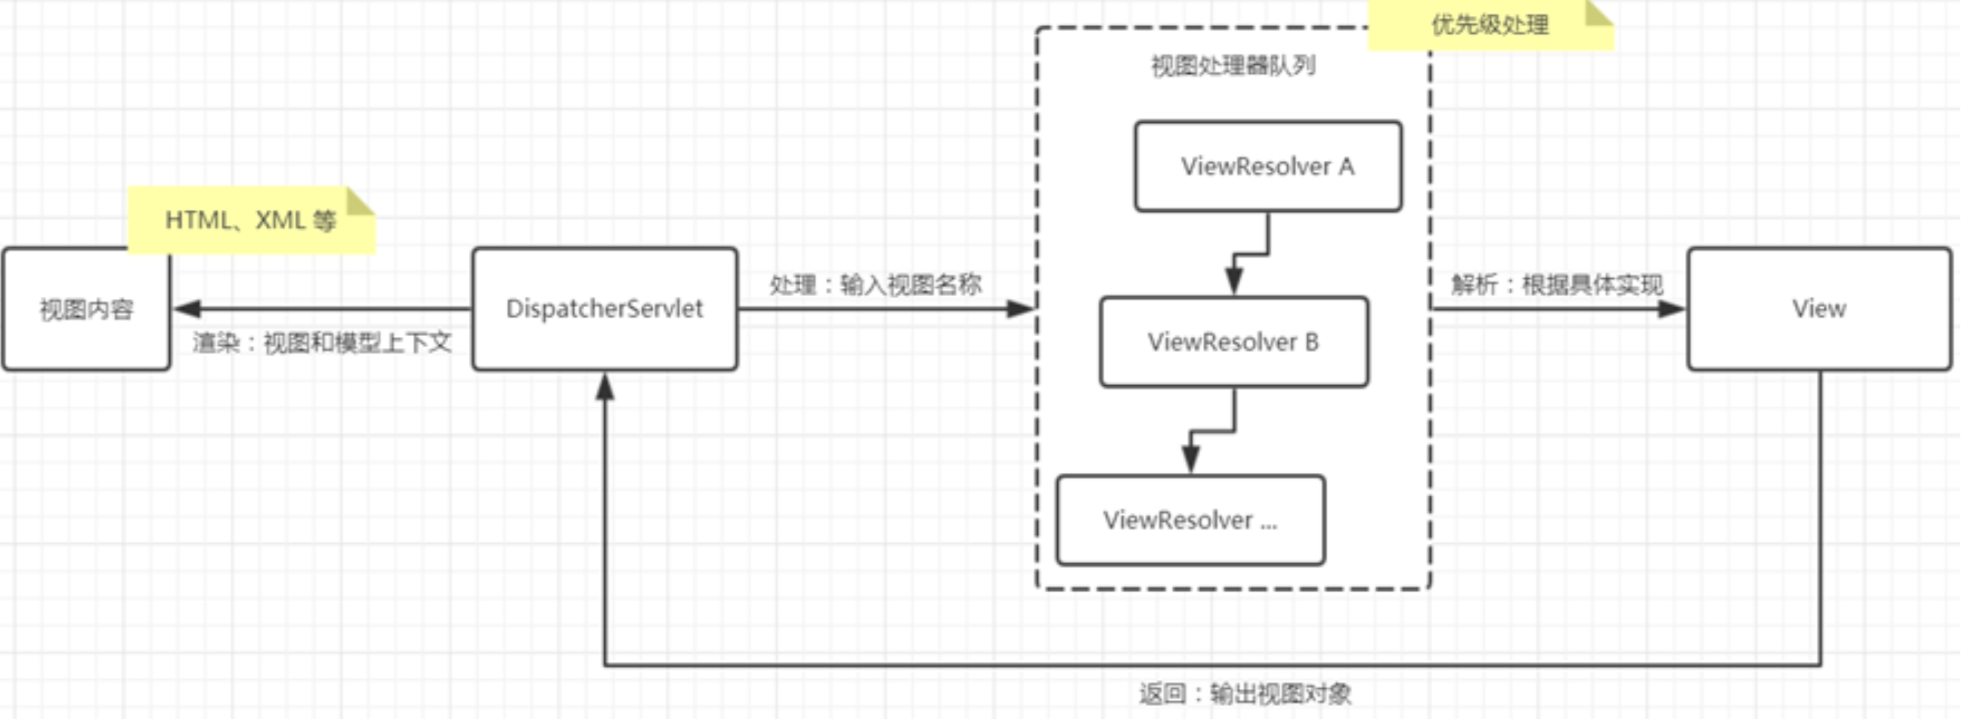 优先级处理
视图处理器队列
ViewResolver A
HTML、XML 等
视图内容
渲染：视图和模型上下文
DispatcherServlet
处理：输入视图名称
ViewResolver B
解析：根据具体实现
View
ViewResolver ...
返回：输出视图对象